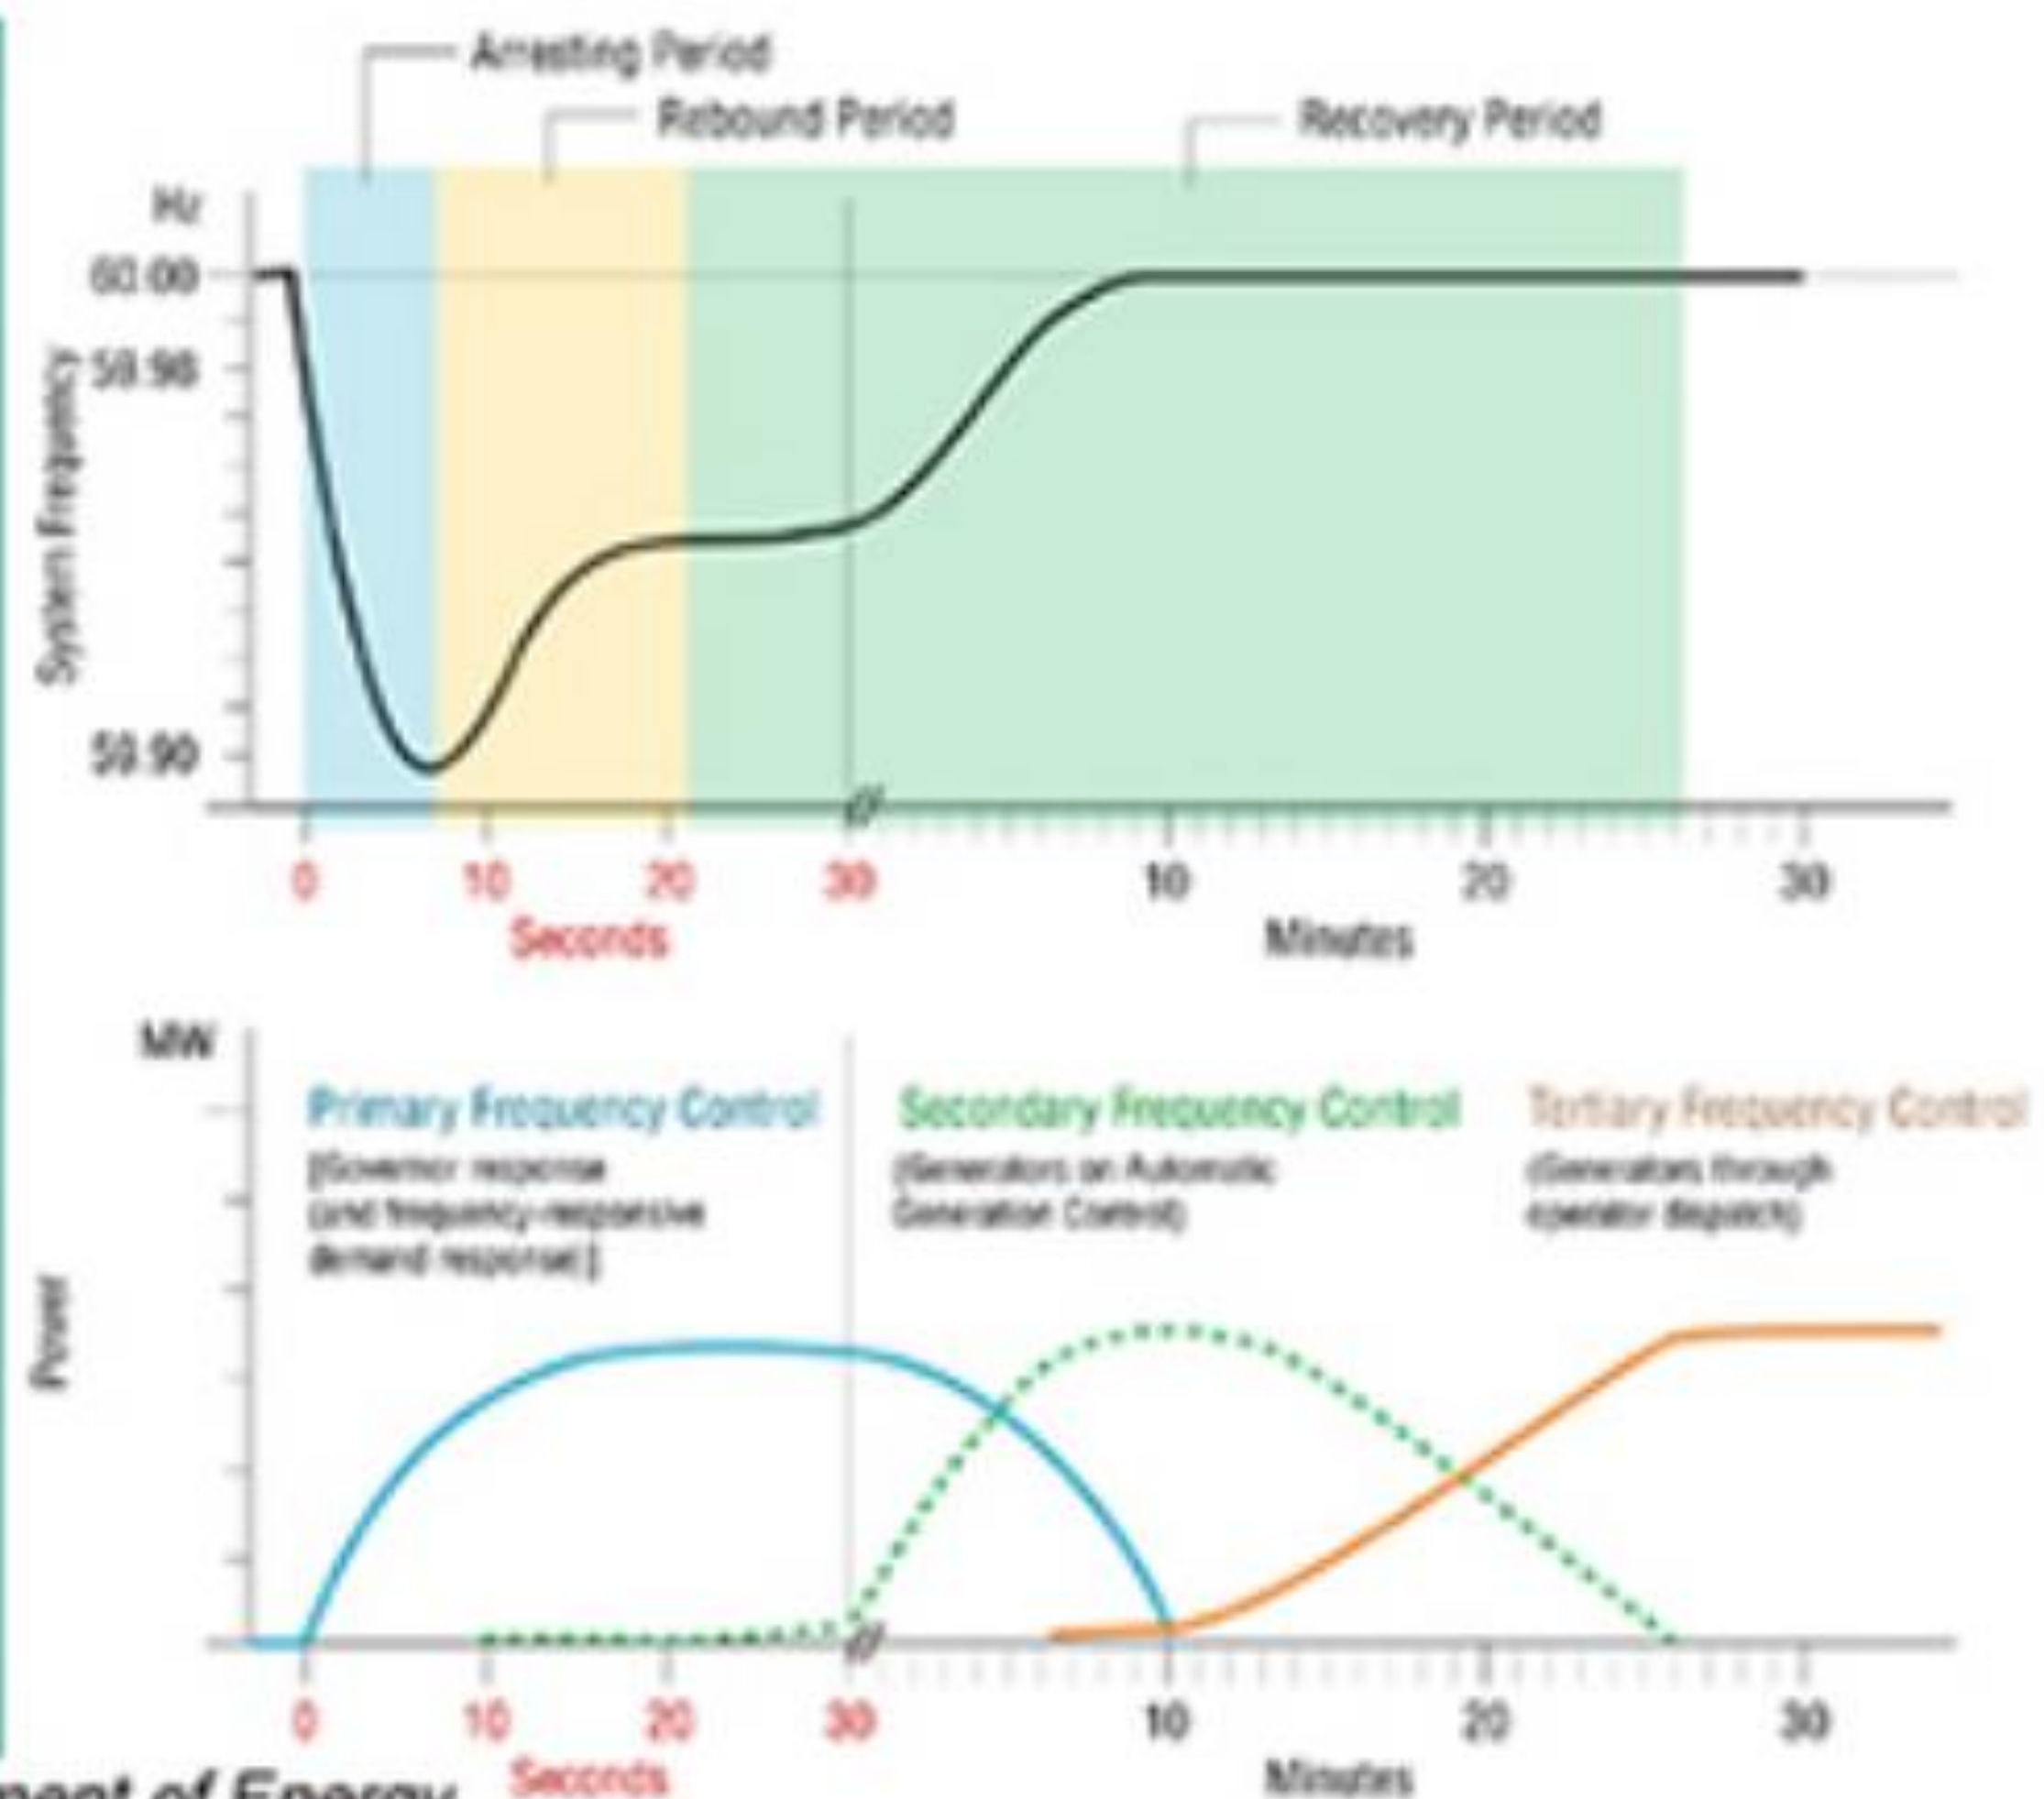 Arresting Period
Rebound Period
Recovery Period
Hz
60.00
59.98
59.90
System Frequency
0 10 20 30 10 20 30
Seconds Minutes
MW
Power
Primary Frequency Control
[Governor response
(and frequency-responsive
demand response)]
Secondary Frequency Control
(Generators on Automatic
Generation Control)
Tertiary Frequency Control
(Generators through
operator dispatch)
0 10 20 30 10 20 30
Seconds Minutes
of Energy